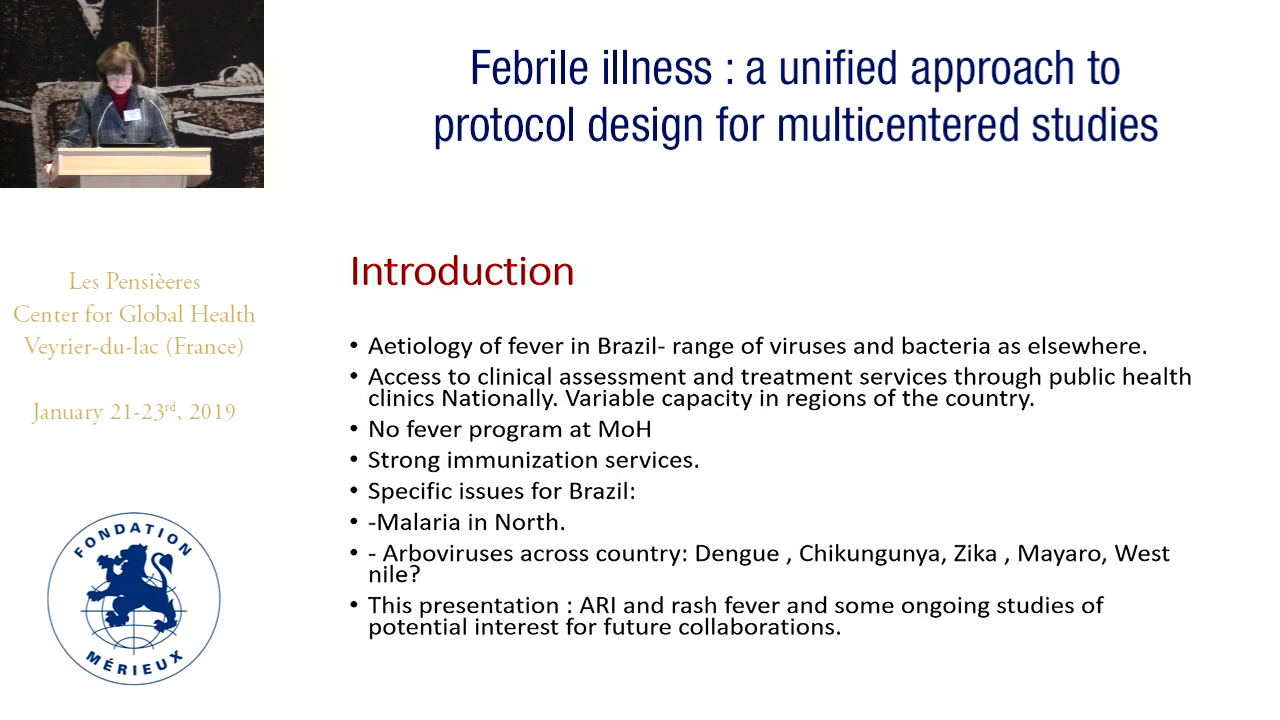 Febrile illness : a unified approach to
protocol design for multicentered studies
Les Pensièeres
Center for Global Health
Veyrier-du-lac (France)
January 21-23rd, 2019
FONDATION
MÉRIEUX
Introduction
• Aetiology of fever in Brazil- range of viruses and bacteria as elsewhere.
• Access to clinical assessment and treatment services through public health
clinics Nationally. Variable capacity in regions of the country.
• No fever program at MoH
• Strong immunization services.
• Specific issues for Brazil:
• -Malaria in North.
• - Arboviruses across country: Dengue , Chikungunya, Zika , Mayaro, West
nile?
• This presentation : ARI and rash fever and some ongoing studies of
potential interest for future collaborations.